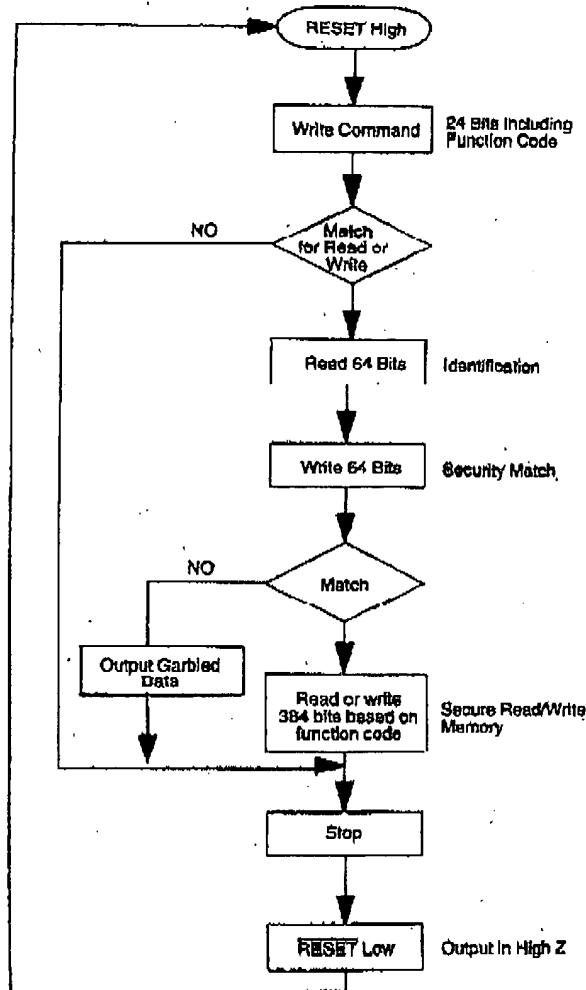 RESET High
Write Command
24 Bits Including
Function Code
NO
Match
for Read or
Write
Read 64 Bits
Identification
Write 64 Bits
Security Match
NO
Match
Output Garbled
Data
Read or write
384 bits based on
function code
Secure Read/Write
Memory
Stop
RESET Low
Output in High Z